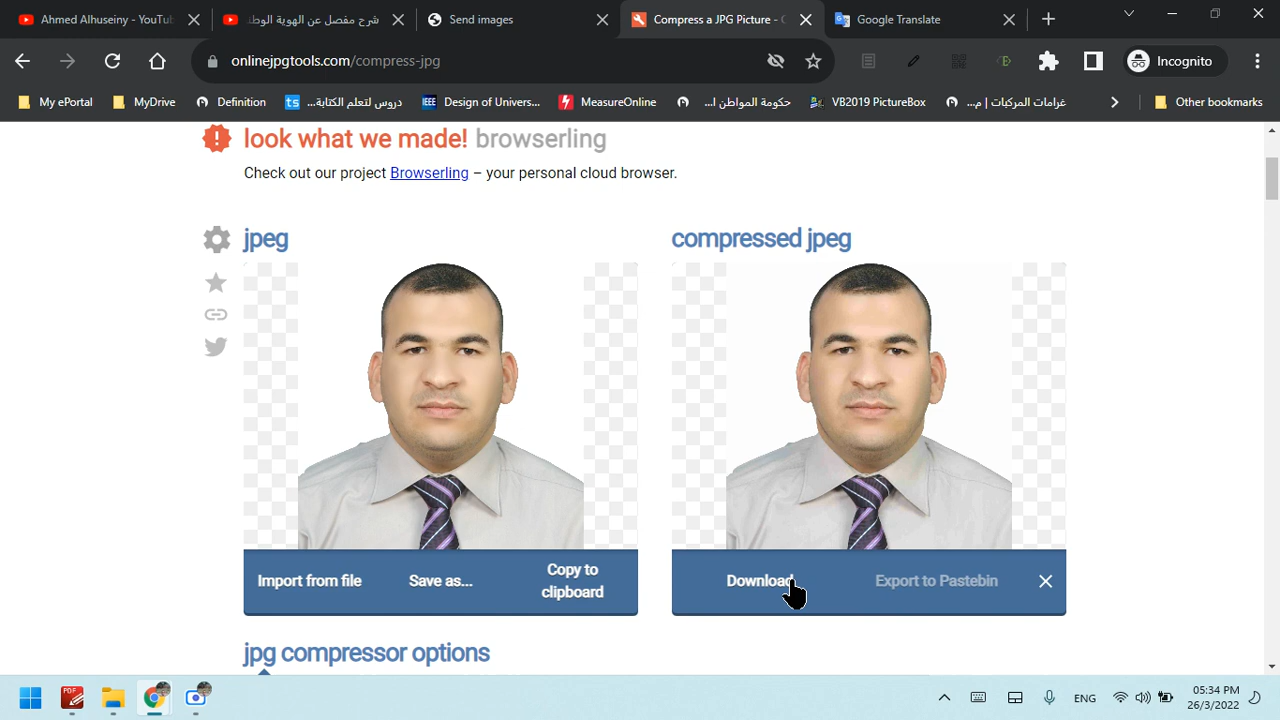 Ahmed Alhuseiny - YouTu
شرح مفصل عن الهوية الوط
Send images
Compress a JPG Picture -
Google Translate
onlinejpgtools.com/compress-jpg
Incognito
My ePortal
MyDrive
Definition
دروس لتعلم الكتابة...
Design of Univers...
MeasureOnline
حكومة المواطن ا...
VB2019 PictureBox
غرامات المركبات | م...
Other bookmarks
look what we made! browserling
Check out our project Browserling – your personal cloud browser.
jpeg
compressed jpeg
Import from file
Save as...
Copy to
clipboard
Download
Export to Pastebin
jpg compressor options
PDF
ENG
05:34 PM
26/3/2022